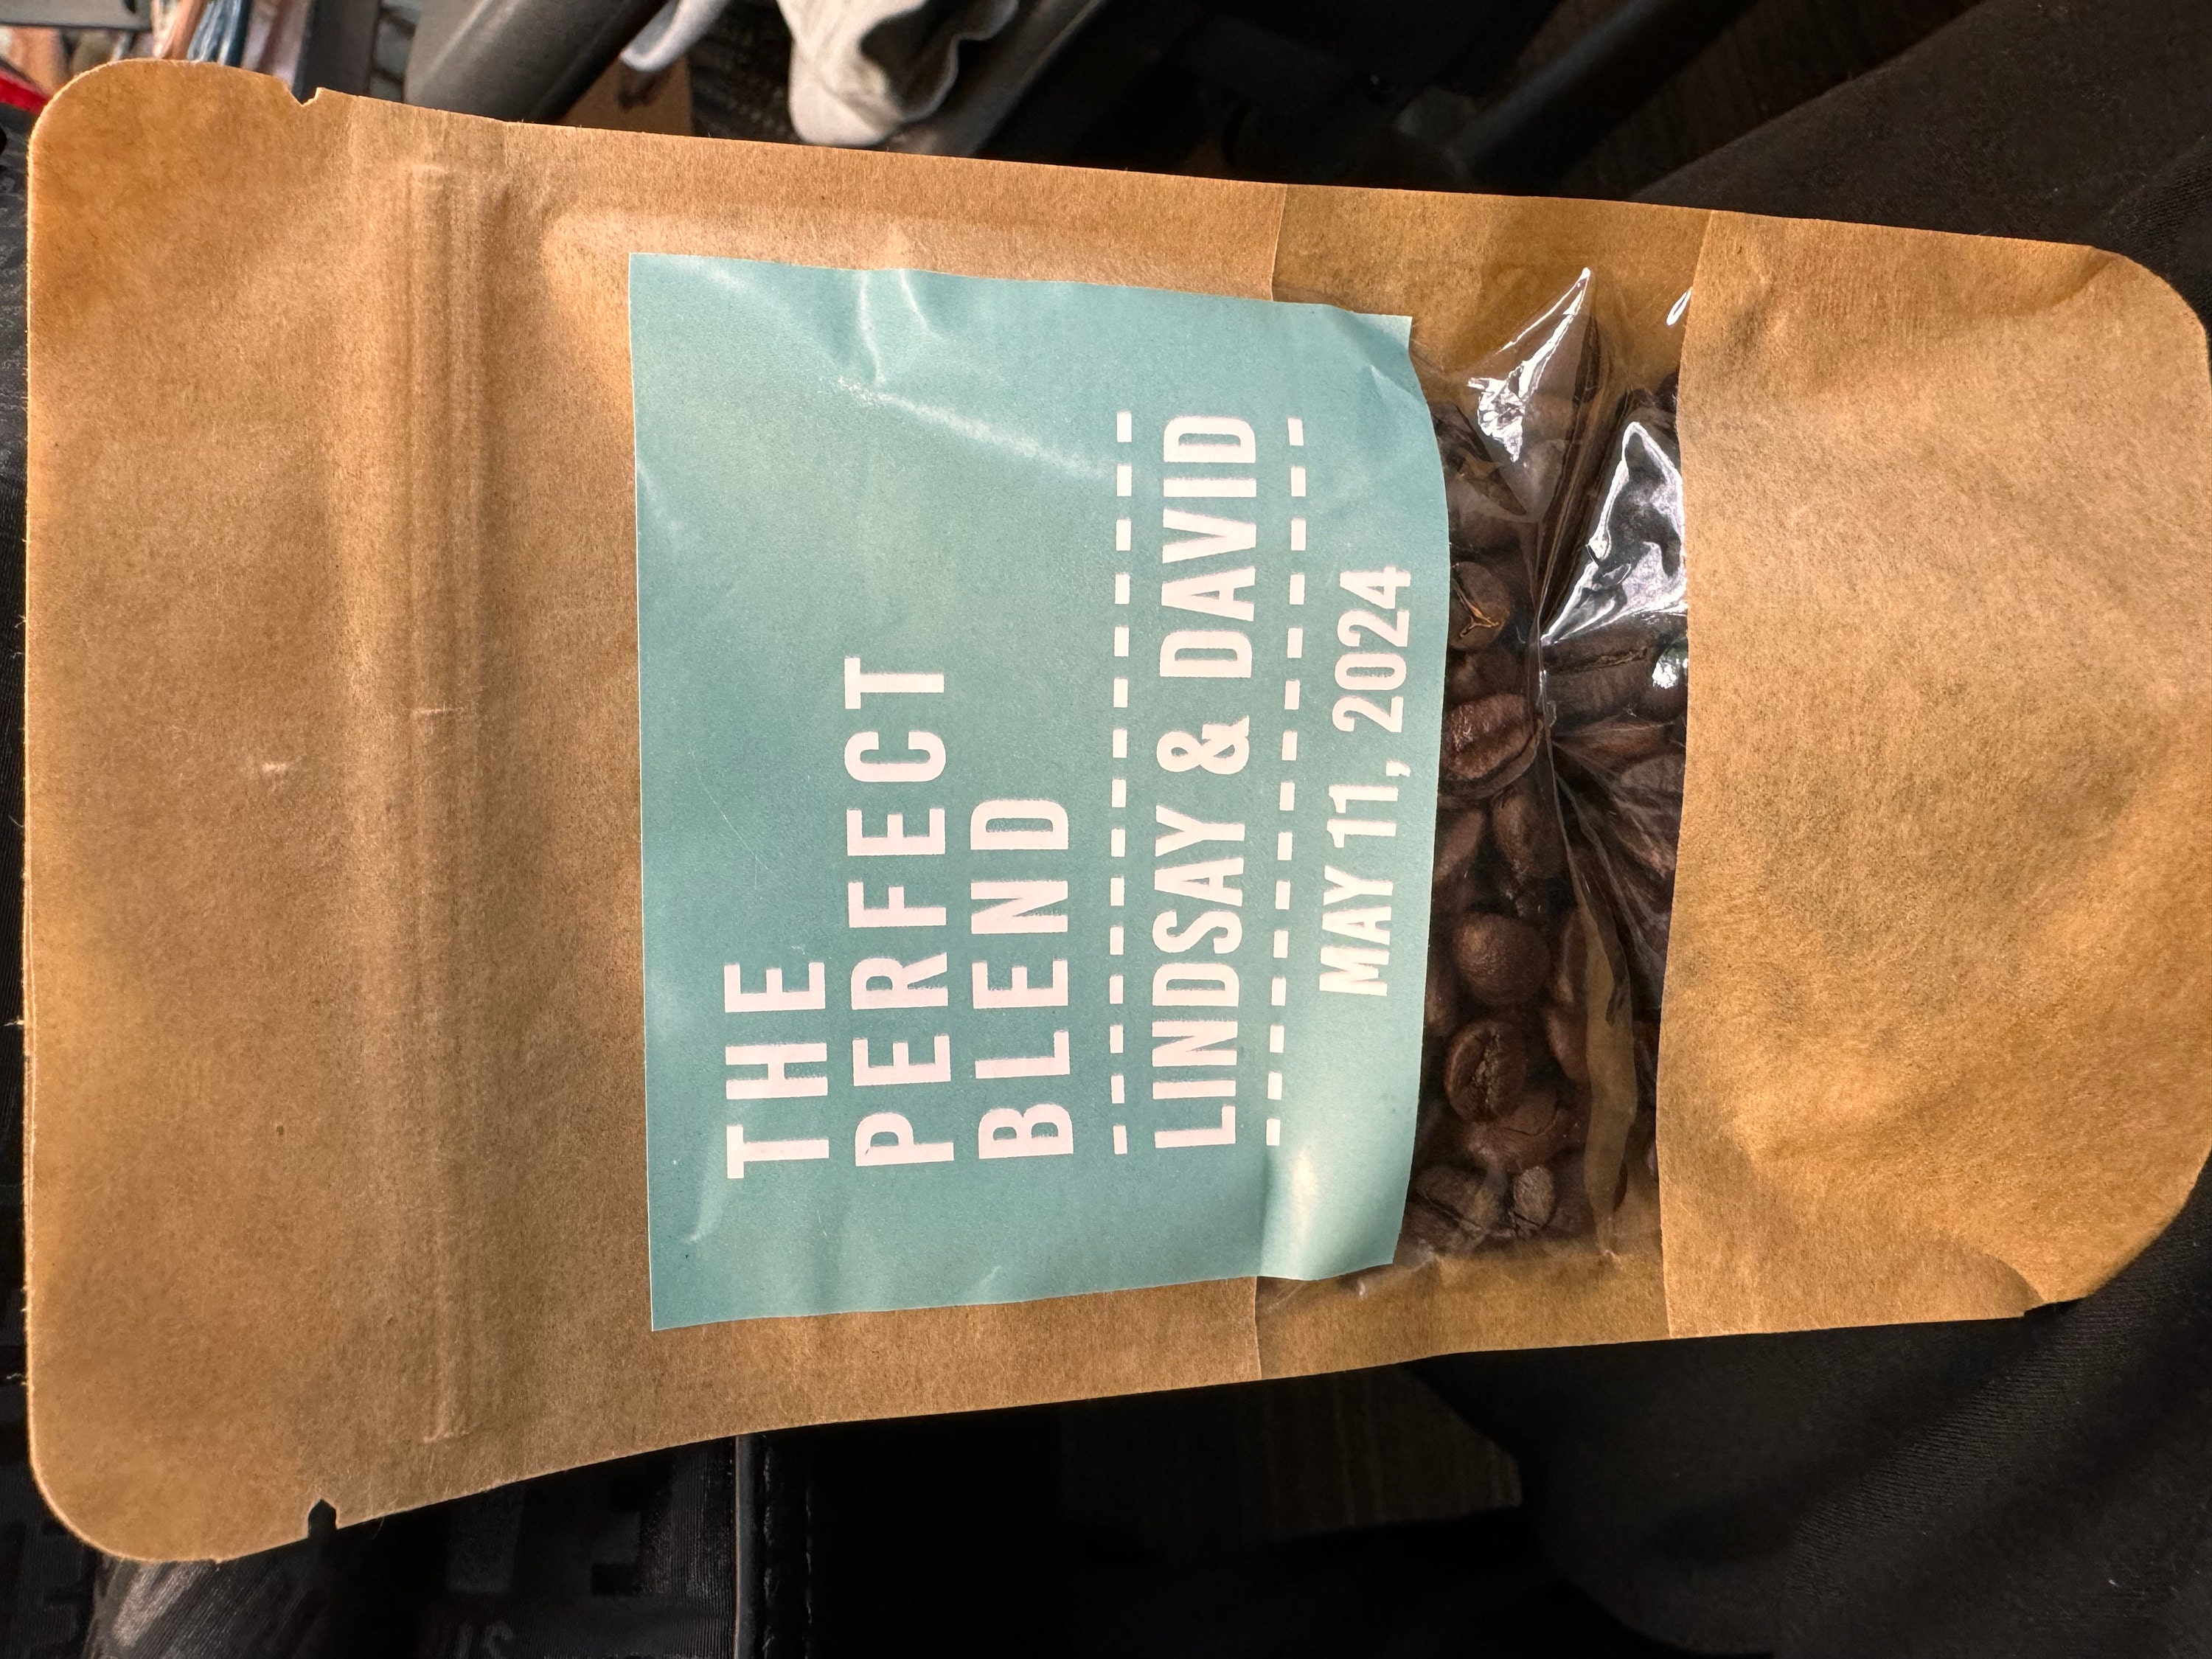 THE
PERFECT
BLEND
LINDSAY & DAVID
MAY 11, 2024